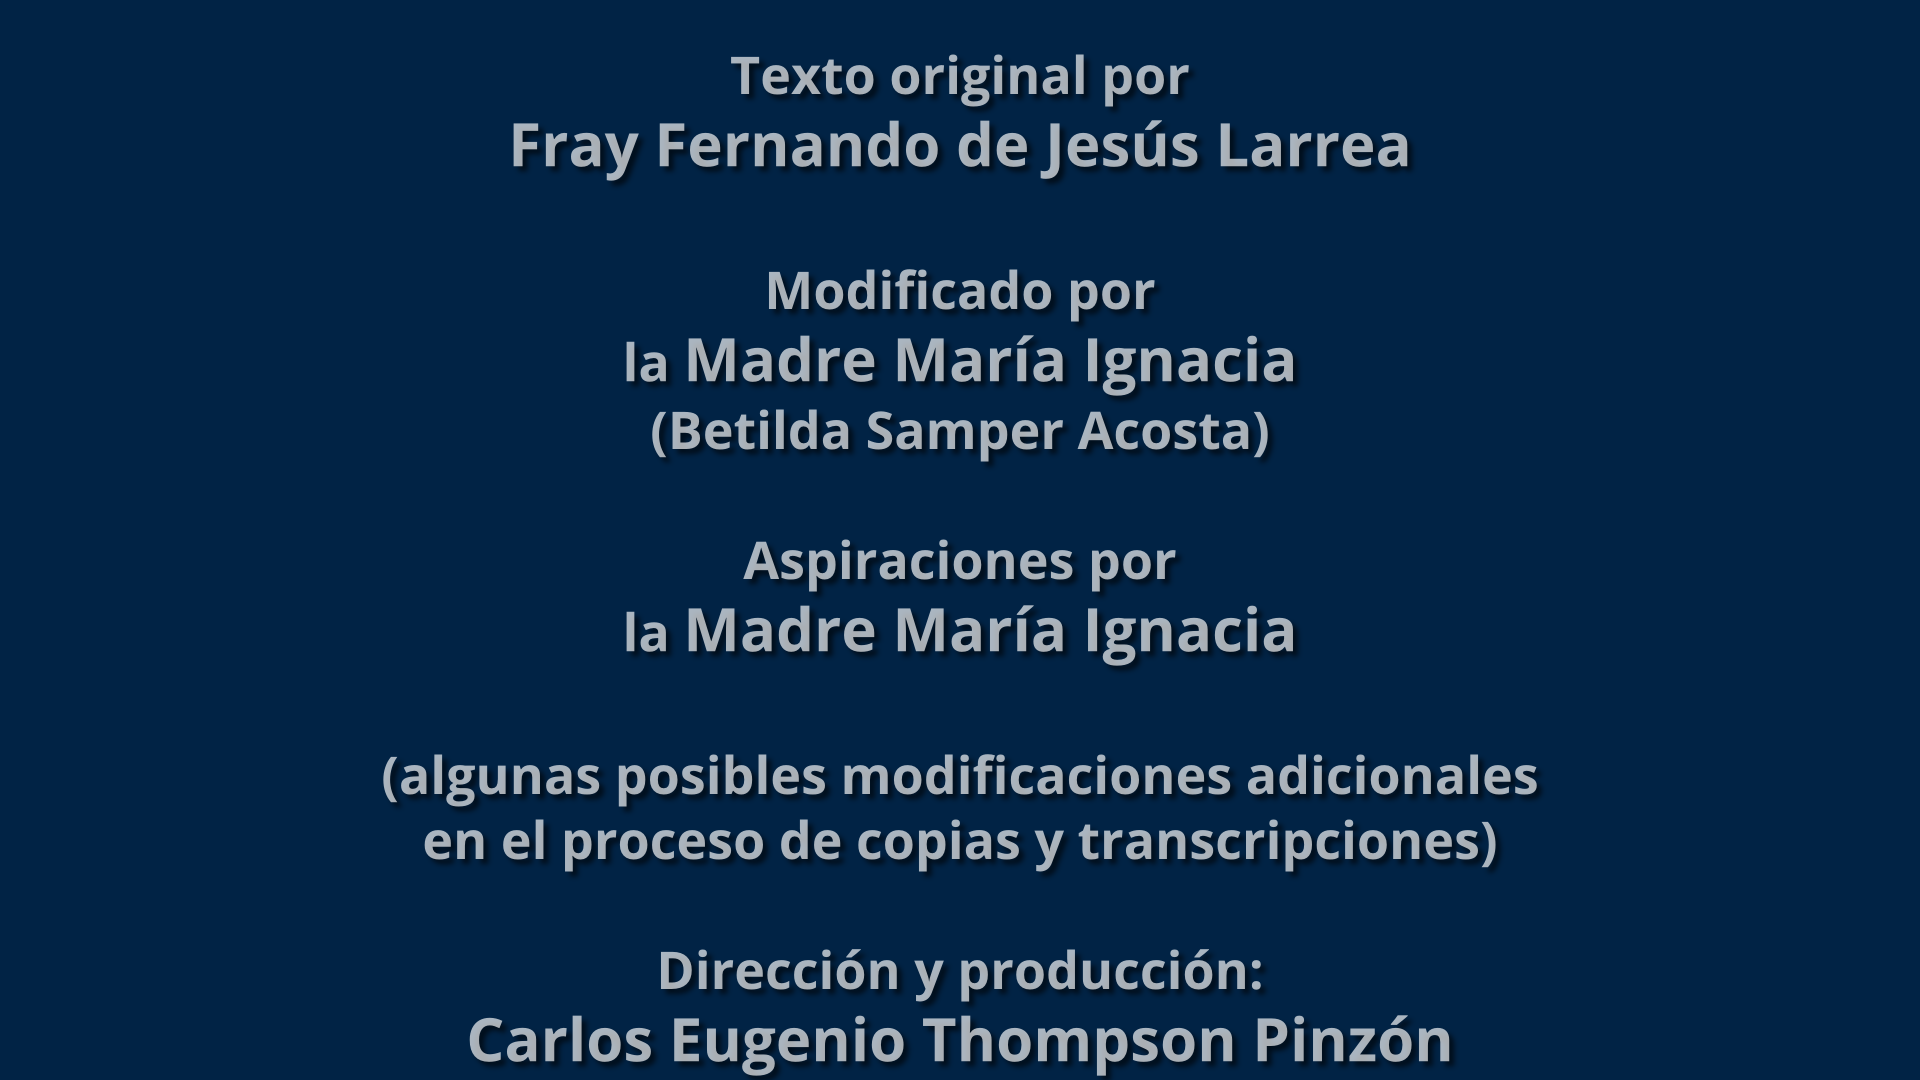 Texto original por
Fray Fernando de Jesús Larrea
Modificado por
la Madre María Ignacia
(Betilda Samper Acosta)
Aspiraciones por
la Madre María Ignacia
(algunas posibles modificaciones adicionales
en el proceso de copias y transcripciones)
Dirección y producción:
Carlos Eugenio Thompson Pinzón